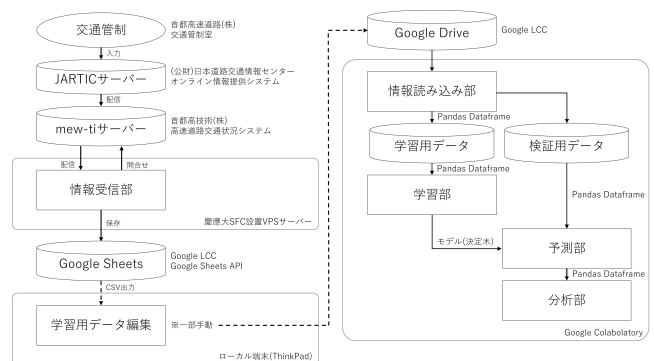 交通管制
首都高速道路(株)
交通管制室
入力
JARTICサーバー
(公財)日本道路交通情報センター
オンライン情報提供システム
配信
mew-tiサーバー
首都高技術(株)
高速道路交通状況システム
配信
問合せ
情報受信部
慶應大SFC設置VPSサーバー
保存
Google Sheets
Google LCC
Google Sheets API
CSV出力
学習用データ編集
※一部手動
ローカル端末(ThinkPad)
Google Drive
Google LCC
情報読み込み部
Pandas Dataframe
学習用データ
検証用データ
Pandas Dataframe
学習部
Pandas Dataframe
モデル(決定木)
予測部
Pandas Dataframe
分析部
Google Colabolatory